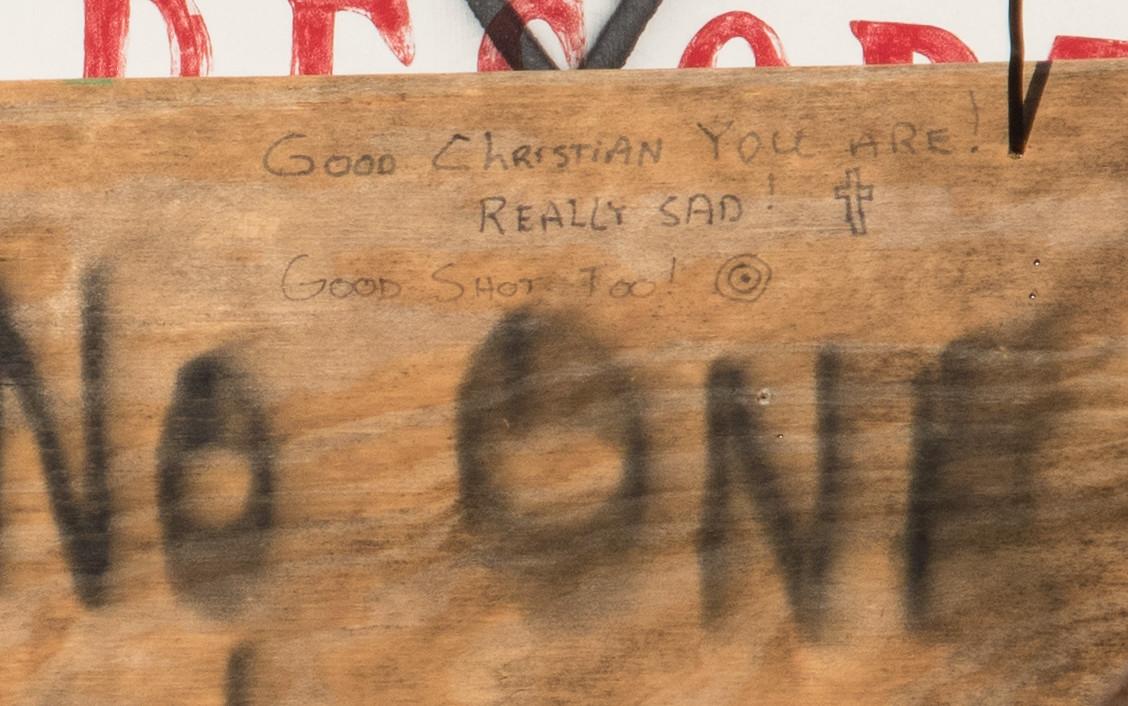 GOOD ChRISTIAN YOU ARE!
REALLY SAD!
GOOD SHOT TOO!
No ONE